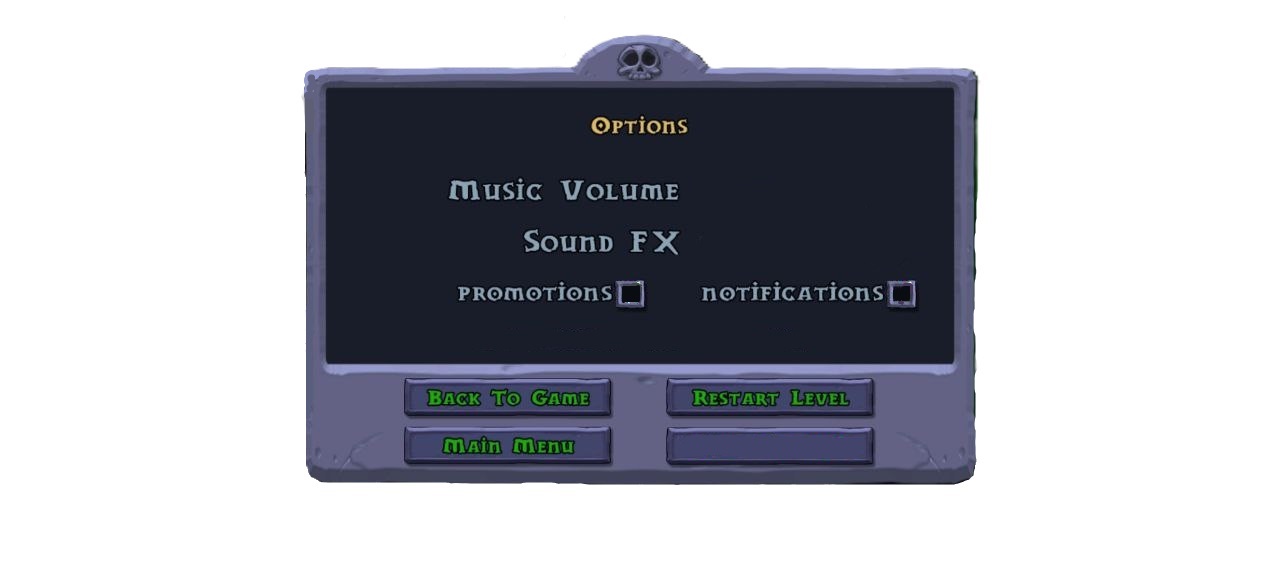 Options
Music Volume
Sound FX
promotions notifications
Back To Game Restart Level
Main Menu